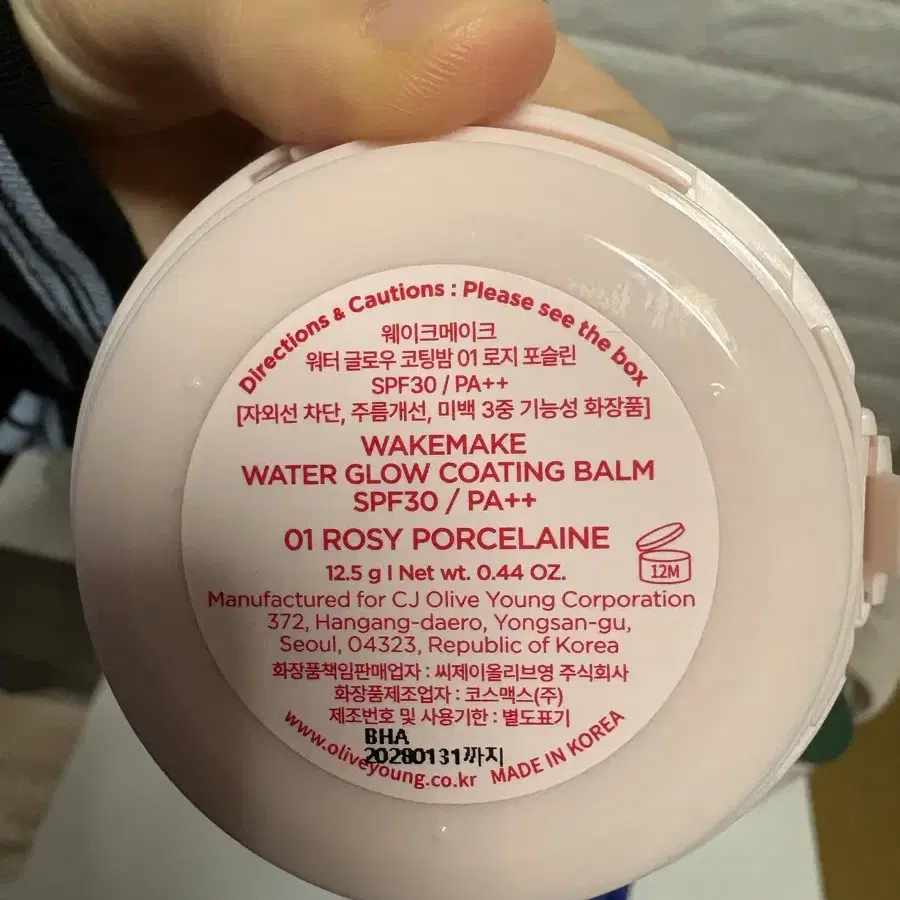 Directions & Cautions : Please see the box
웨이크메이크
워터 글로우 코팅밤 01 로지 포슬린
SPF30 / PA++
[자외선 차단, 주름개선, 미백 3중 기능성 화장품]
WAKEMAKE
WATER GLOW COATING BALM
SPF30 / PA++
01 ROSY PORCELAINE
12M
12.5 g l Net wt. 0.44 OZ.
Manufactured for CJ Olive Young Corporation
372, Hangang-daero, Yongsan-gu,
Seoul, 04323, Republic of Korea
화장품책임판매업자 : 씨제이올리브영 주식회사
화장품제조업자 : 코스맥스(주)
제조번호 및 사용기한 : 별도표기
BHA
20280131까지
www.oliveyoung.co.kr MADE IN KOREA